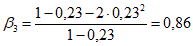 β₃ = (1−0,23−2·0,23²)/(1−0,23) = 0,86